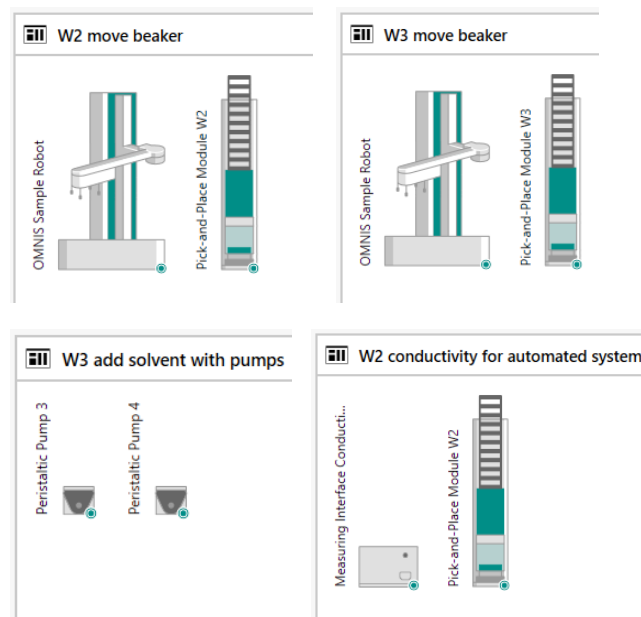 W2 move beaker
OMNIS Sample Robot
Pick-and-Place Module W2
W3 move beaker
OMNIS Sample Robot
Pick-and-Place Module W3
W3 add solvent with pumps
Peristaltic Pump 3
Peristaltic Pump 4
W2 conductivity for automated system
Measuring Interface Conducti...
Pick-and-Place Module W2